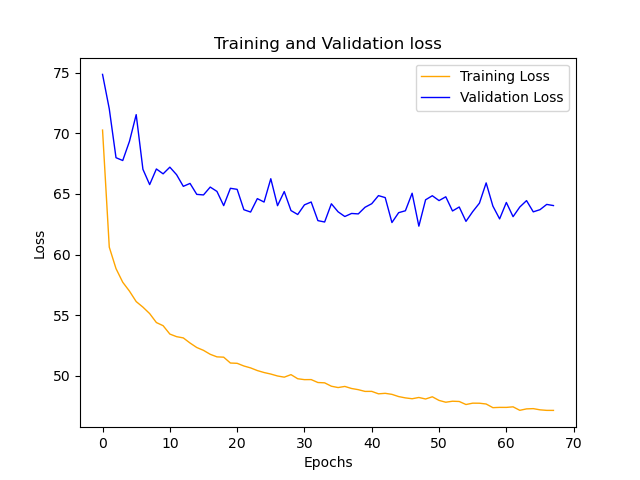 Training and Validation loss
Training Loss
Validation Loss
75
70
65
60
55
50
Loss
0 10 20 30 40 50 60 70
Epochs